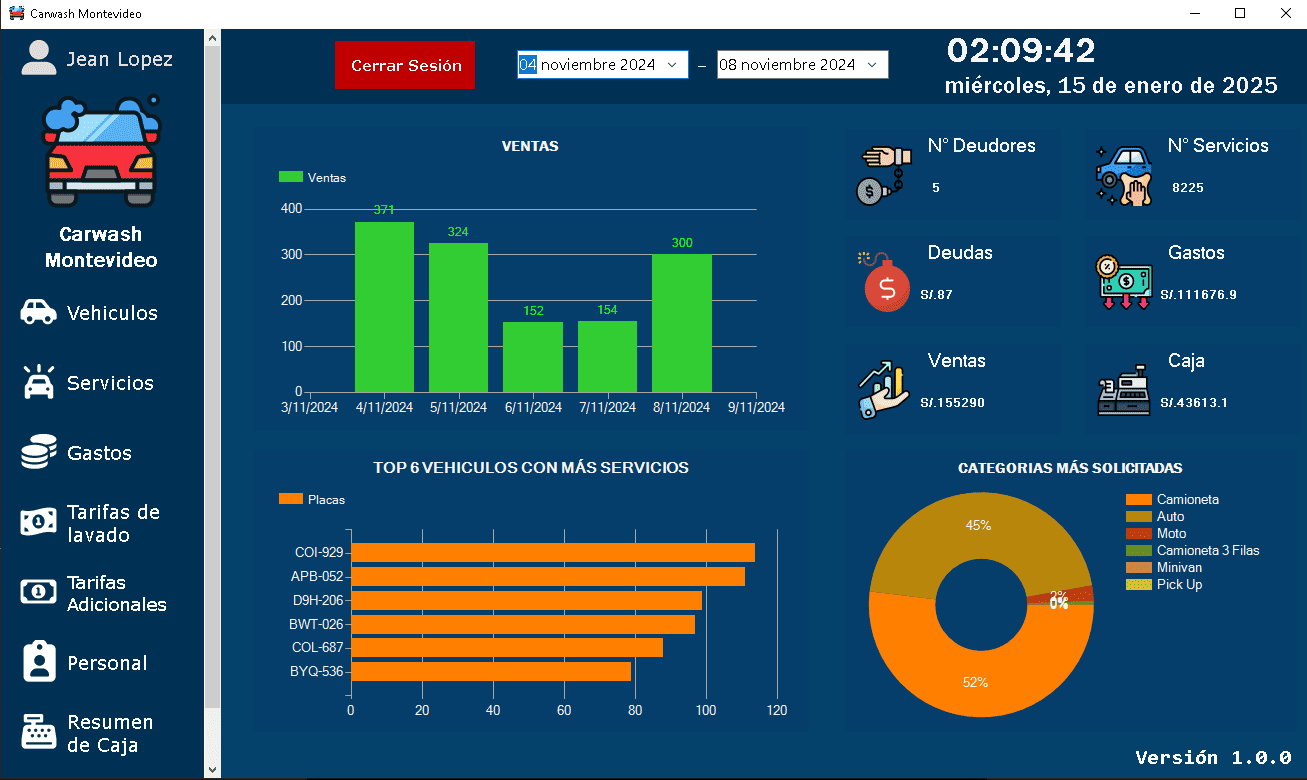 Carwash Montevideo
Jean Lopez
Carwash
Montevideo
Vehiculos
Servicios
Gastos
Tarifas de
lavado
Tarifas
Adicionales
Personal
Resumen
de Caja
Cerrar Sesión
04 noviembre 2024 – 08 noviembre 2024
02:09:42
miércoles, 15 de enero de 2025
VENTAS
Ventas
400
300
200
100
0
371
324
152
154
300
3/11/2024 4/11/2024 5/11/2024 6/11/2024 7/11/2024 8/11/2024 9/11/2024
N° Deudores
5
N° Servicios
8225
Deudas
S/.87
Gastos
S/.111676.9
Ventas
S/.155290
Caja
S/.43613.1
TOP 6 VEHICULOS CON MÁS SERVICIOS
Placas
COI-929
APB-052
D9H-206
BWT-026
COL-687
BYQ-536
0 20 40 60 80 100 120
CATEGORIAS MÁS SOLICITADAS
45%
2%
0%
52%
Camioneta
Auto
Moto
Camioneta 3 Filas
Minivan
Pick Up
Versión 1.0.0